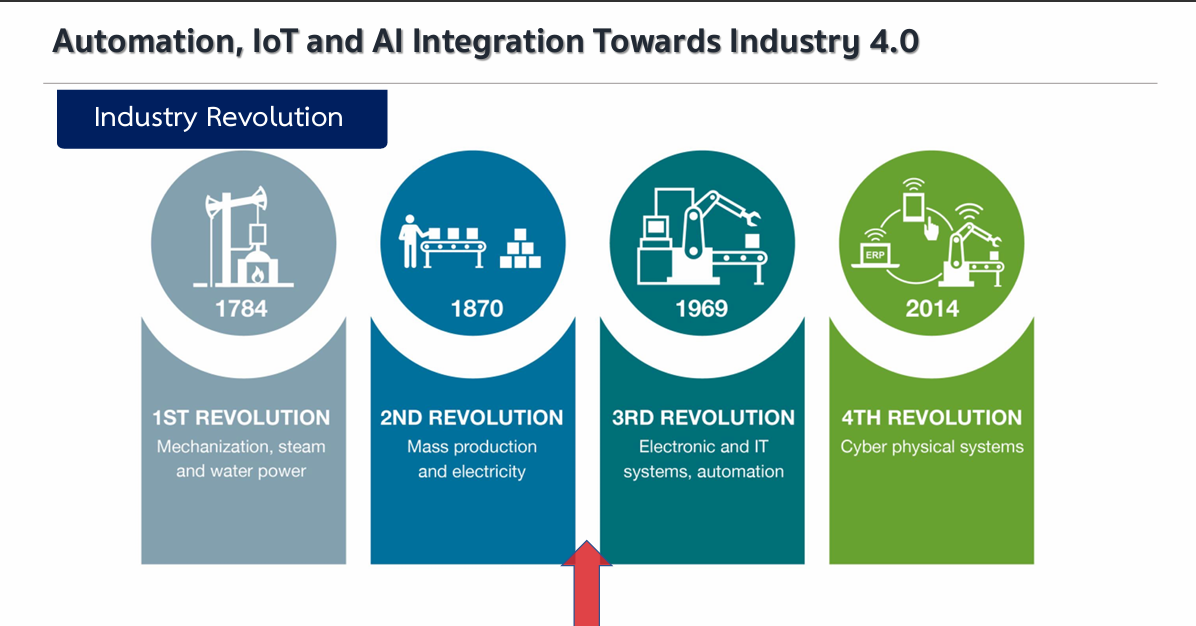 Automation, IoT and AI Integration Towards Industry 4.0
Industry Revolution
1784
1870
1969
ERP
2014
1ST REVOLUTION
Mechanization, steam
and water power
2ND REVOLUTION
Mass production
and electricity
3RD REVOLUTION
Electronic and IT
systems, automation
4TH REVOLUTION
Cyber physical systems